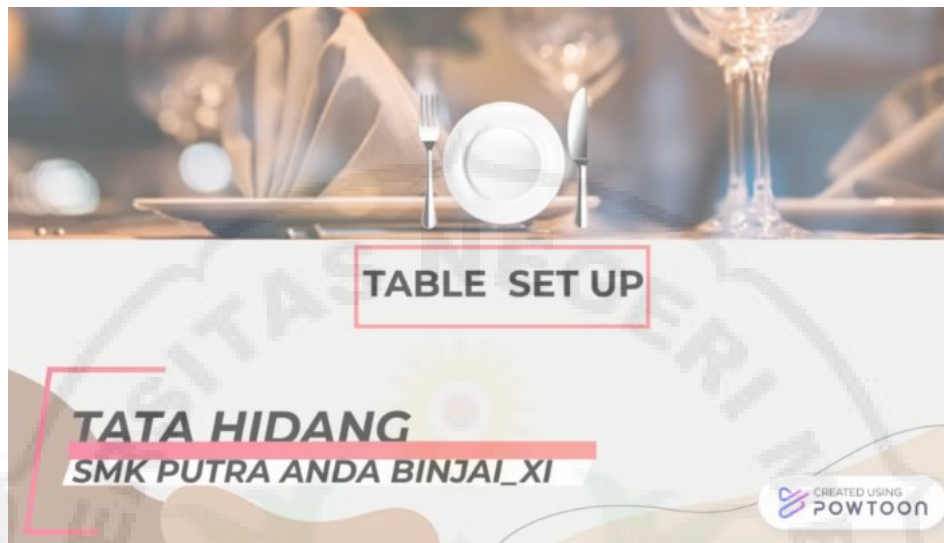 TABLE SET UP
TATA HIDANG
SMK PUTRA ANDA BINJAI_XI
CREATED USING
POWTOON